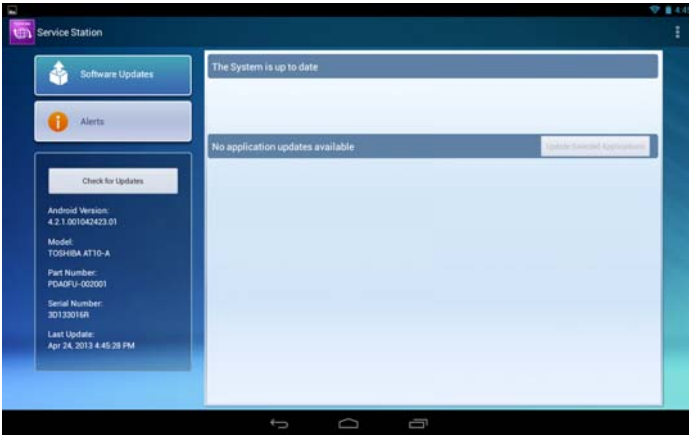 4:45
Service Station
Software Updates
Alerts
Check for Updates
Android Version:
4.2.1.001042423.01
Model:
TOSHIBA AT10-A
Part Number:
PDA0FU-002001
Serial Number:
3D133016R
Last Update:
Apr 24, 2013 4:45:28 PM
The System is up to date
No application updates available
Update Selected Applications